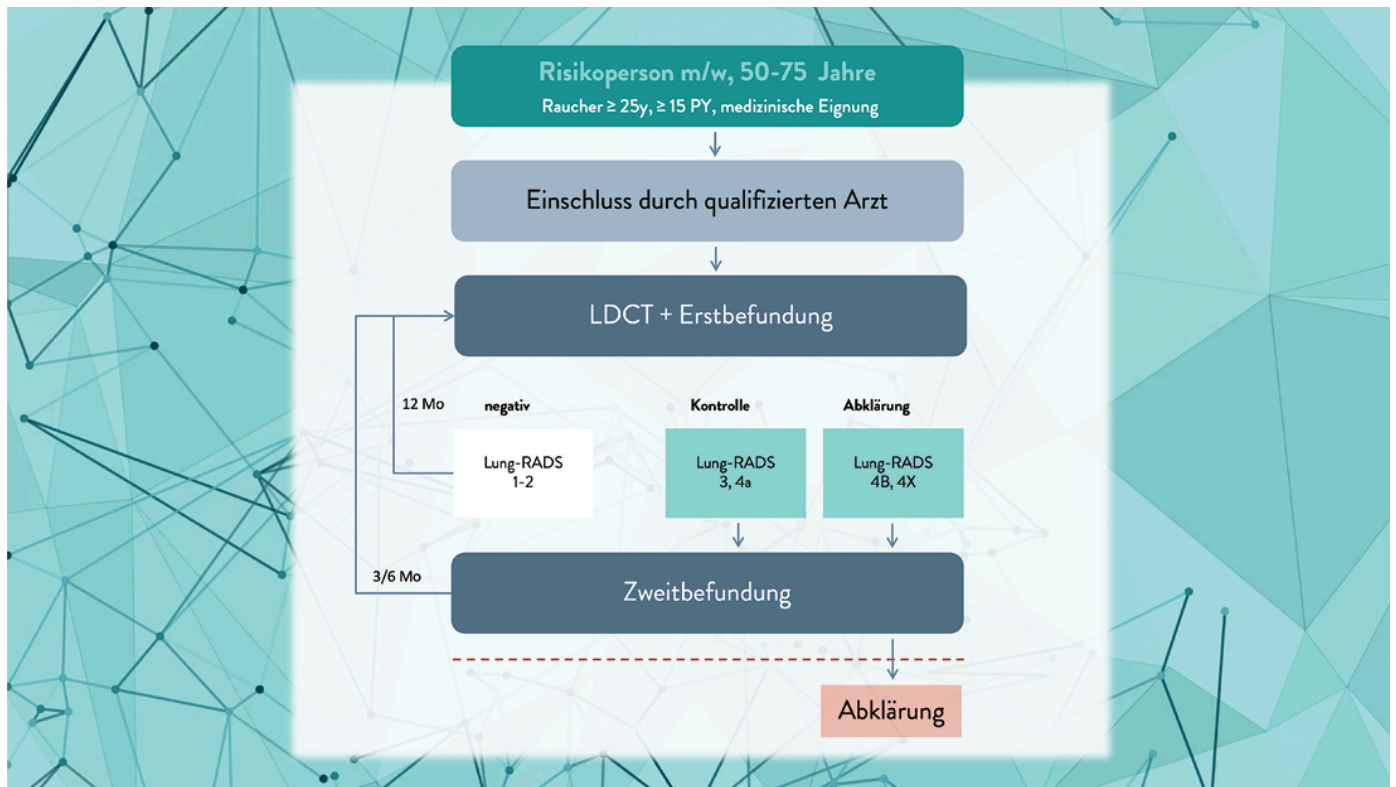 Risikoperson m/w, 50-75 Jahre
Raucher ≥ 25y, ≥ 15 PY, medizinische Eignung
Einschluss durch qualifizierten Arzt
LDCT + Erstbefundung
12 Mo
negativ
Kontrolle
Abklärung
Lung-RADS
1-2
Lung-RADS
3, 4a
Lung-RADS
4B, 4X
3/6 Mo
Zweitbefundung
Abklärung